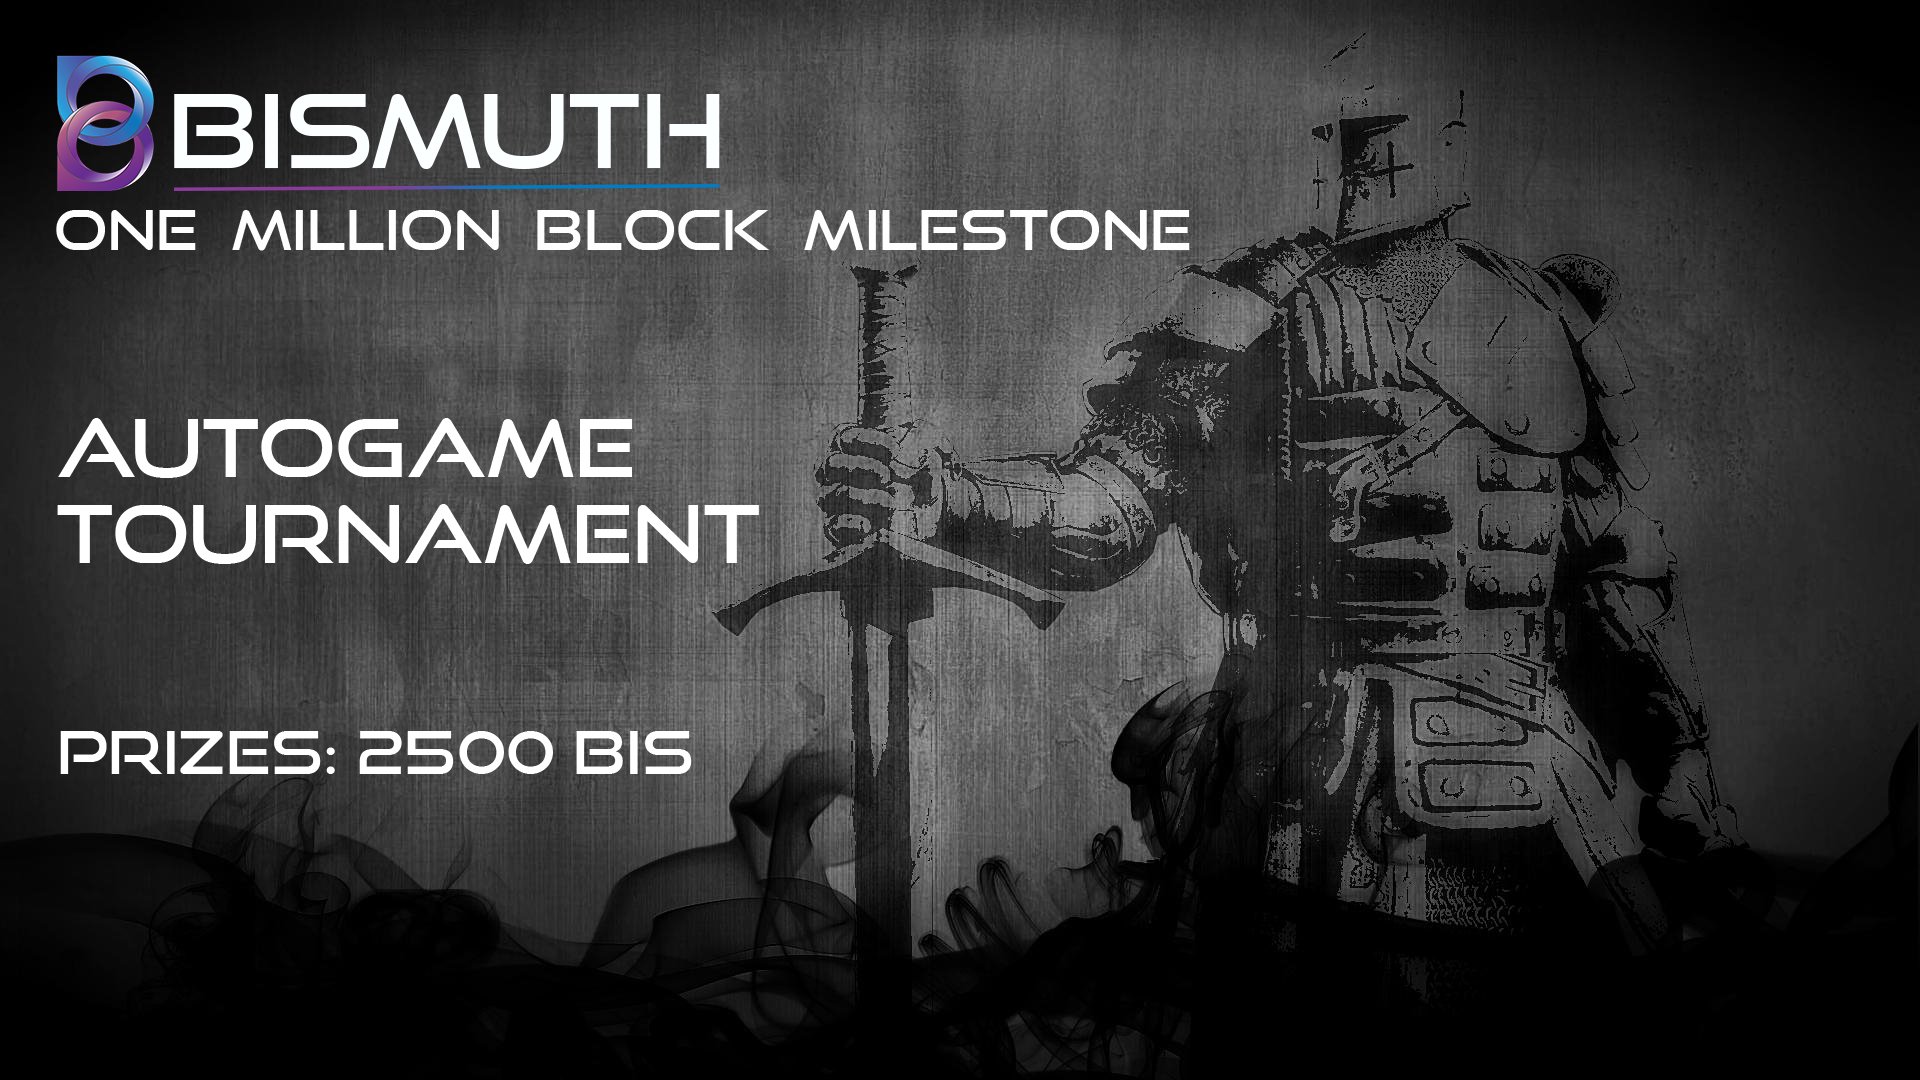 BISMUTH
ONE MILLION BLOCK MILESTONE
AUTOGAME
TOURNAMENT
PRIZES: 2500 BIS